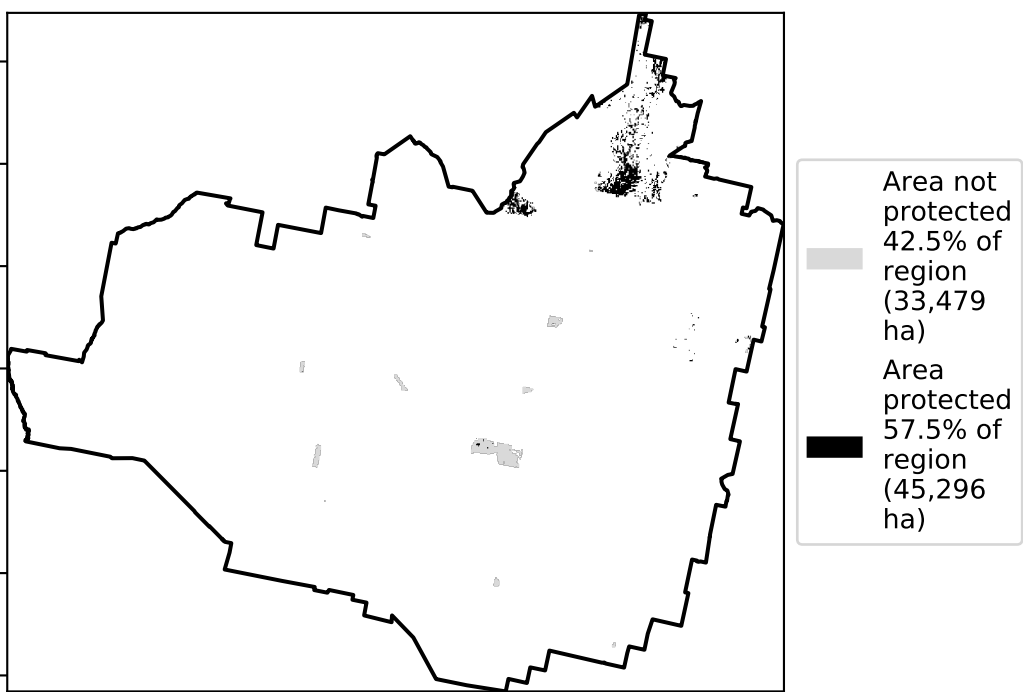 Area not
protected
42.5% of
region
(33,479
ha)
Area
protected
57.5% of
region
(45,296
ha)